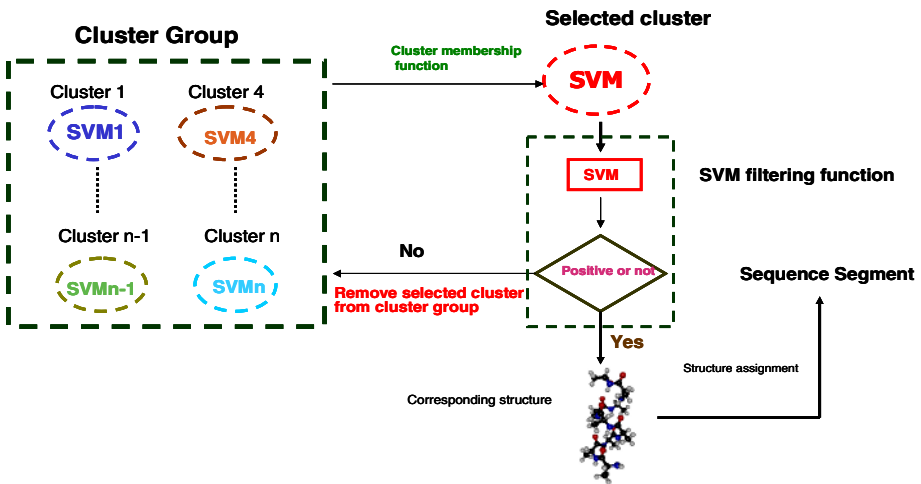 Selected cluster
Cluster Group
Cluster membership
function
SVM
Cluster 1
Cluster 4
SVM1
SVM4
SVM
SVM filtering function
Cluster n-1
Cluster n
No
Positive or not
Sequence Segment
SVMn-1
SVMn
Remove selected cluster
from cluster group
Yes
Structure assignment
Corresponding structure